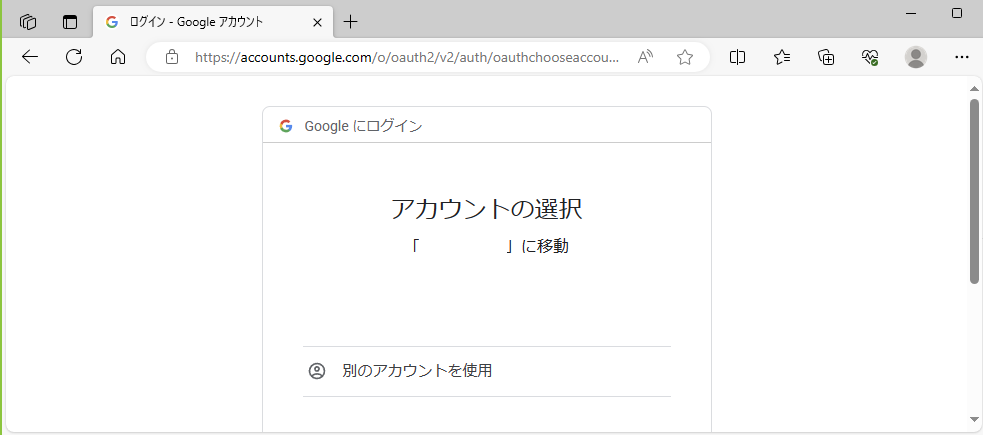 ログイン - Google アカウント
https://accounts.google.com/o/oauth2/v2/auth/oauthchooseaccou...
Google にログイン
アカウントの選択
「 」に移動
別のアカウントを使用